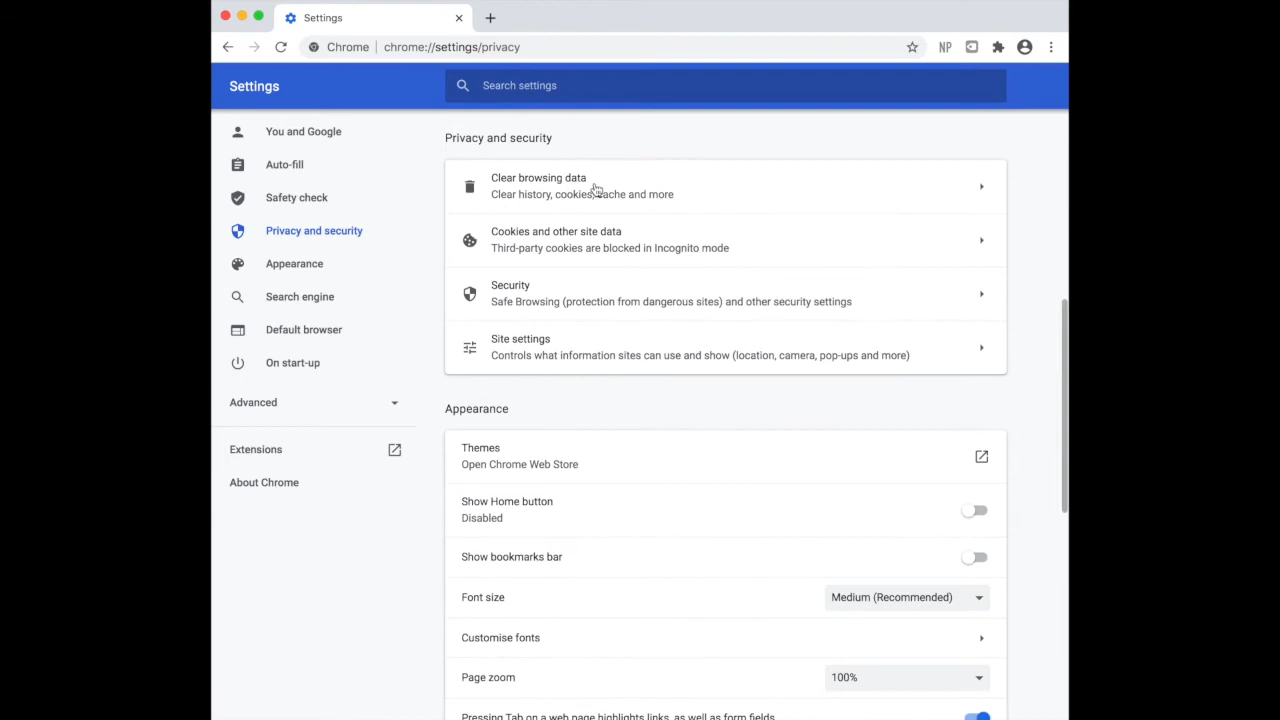 Settings
Chrome
chrome://settings/privacy
NP
Settings
Search settings
You and Google
Auto-fill
Safety check
Privacy and security
Appearance
Search engine
Default browser
On start-up
Advanced
Extensions
About Chrome
Privacy and security
Clear browsing data
Clear history, cookies, cache and more
Cookies and other site data
Third-party cookies are blocked in Incognito mode
Security
Safe Browsing (protection from dangerous sites) and other security settings
Site settings
Controls what information sites can use and show (location, camera, pop-ups and more)
Appearance
Themes
Open Chrome Web Store
Show Home button
Disabled
Show bookmarks bar
Font size
Medium (Recommended)
Customise fonts
Page zoom
100%
Pressing Tab on a web page highlights links, as well as form fields